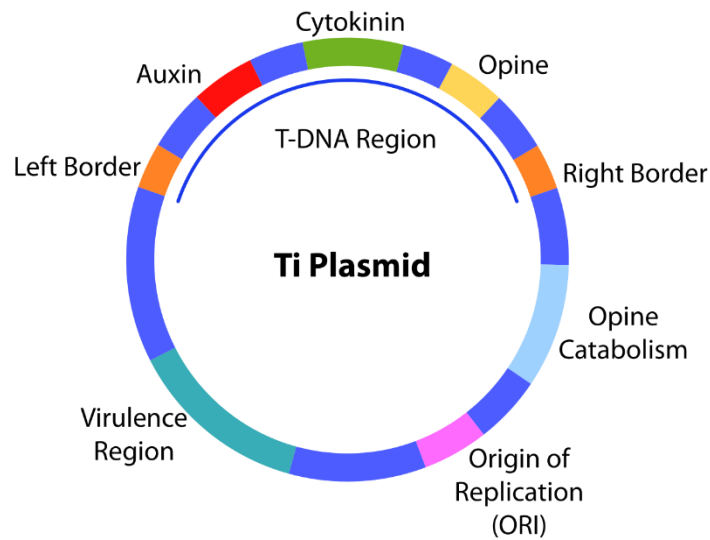 Cytokinin
Auxin
Opine
T-DNA Region
Left Border
Right Border
Ti Plasmid
Opine
Catabolism
Virulence
Region
Origin of
Replication
(ORI)